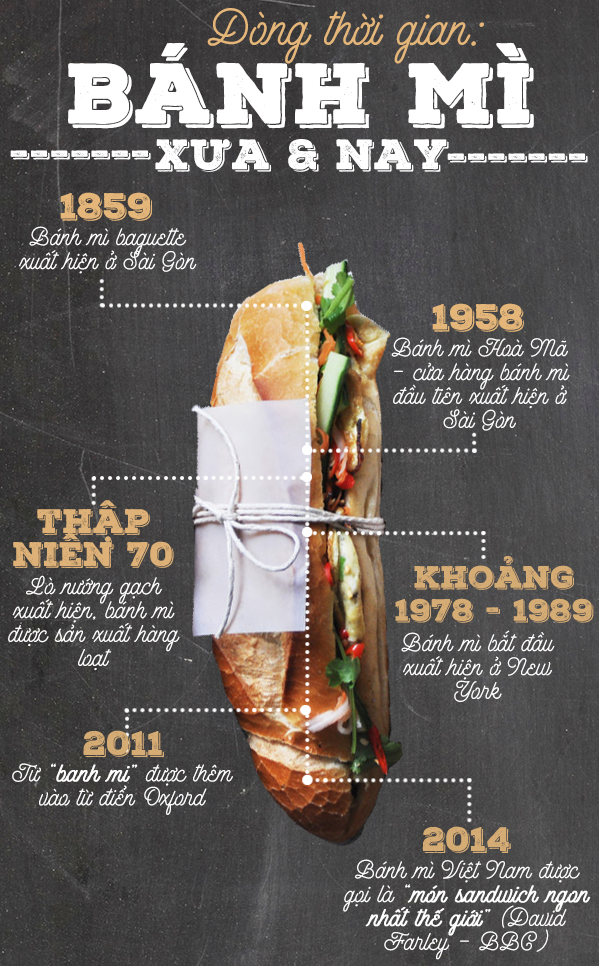 Dòng thời gian:
BÁNH MÌ
XƯA & NAY
1859
Bánh mì baguette
xuất hiện ở Sài Gòn
1958
Bánh mì Hoà Mã
- cửa hàng bánh mì
đầu tiên xuất hiện ở
Sài Gòn
THẬP
NIÊN 70
Lò nướng gạch
xuất hiện, bánh mì
được sản xuất hàng
loạt
KHOẢNG
1978 - 1989
Bánh mì bắt đầu
xuất hiện ở New
York
2011
Từ "banh mi" được thêm
vào từ điển Oxford
2014
Bánh mì Việt Nam được
gọi là "món sandwich ngon
nhất thế giới" (David
Farley - BBC)